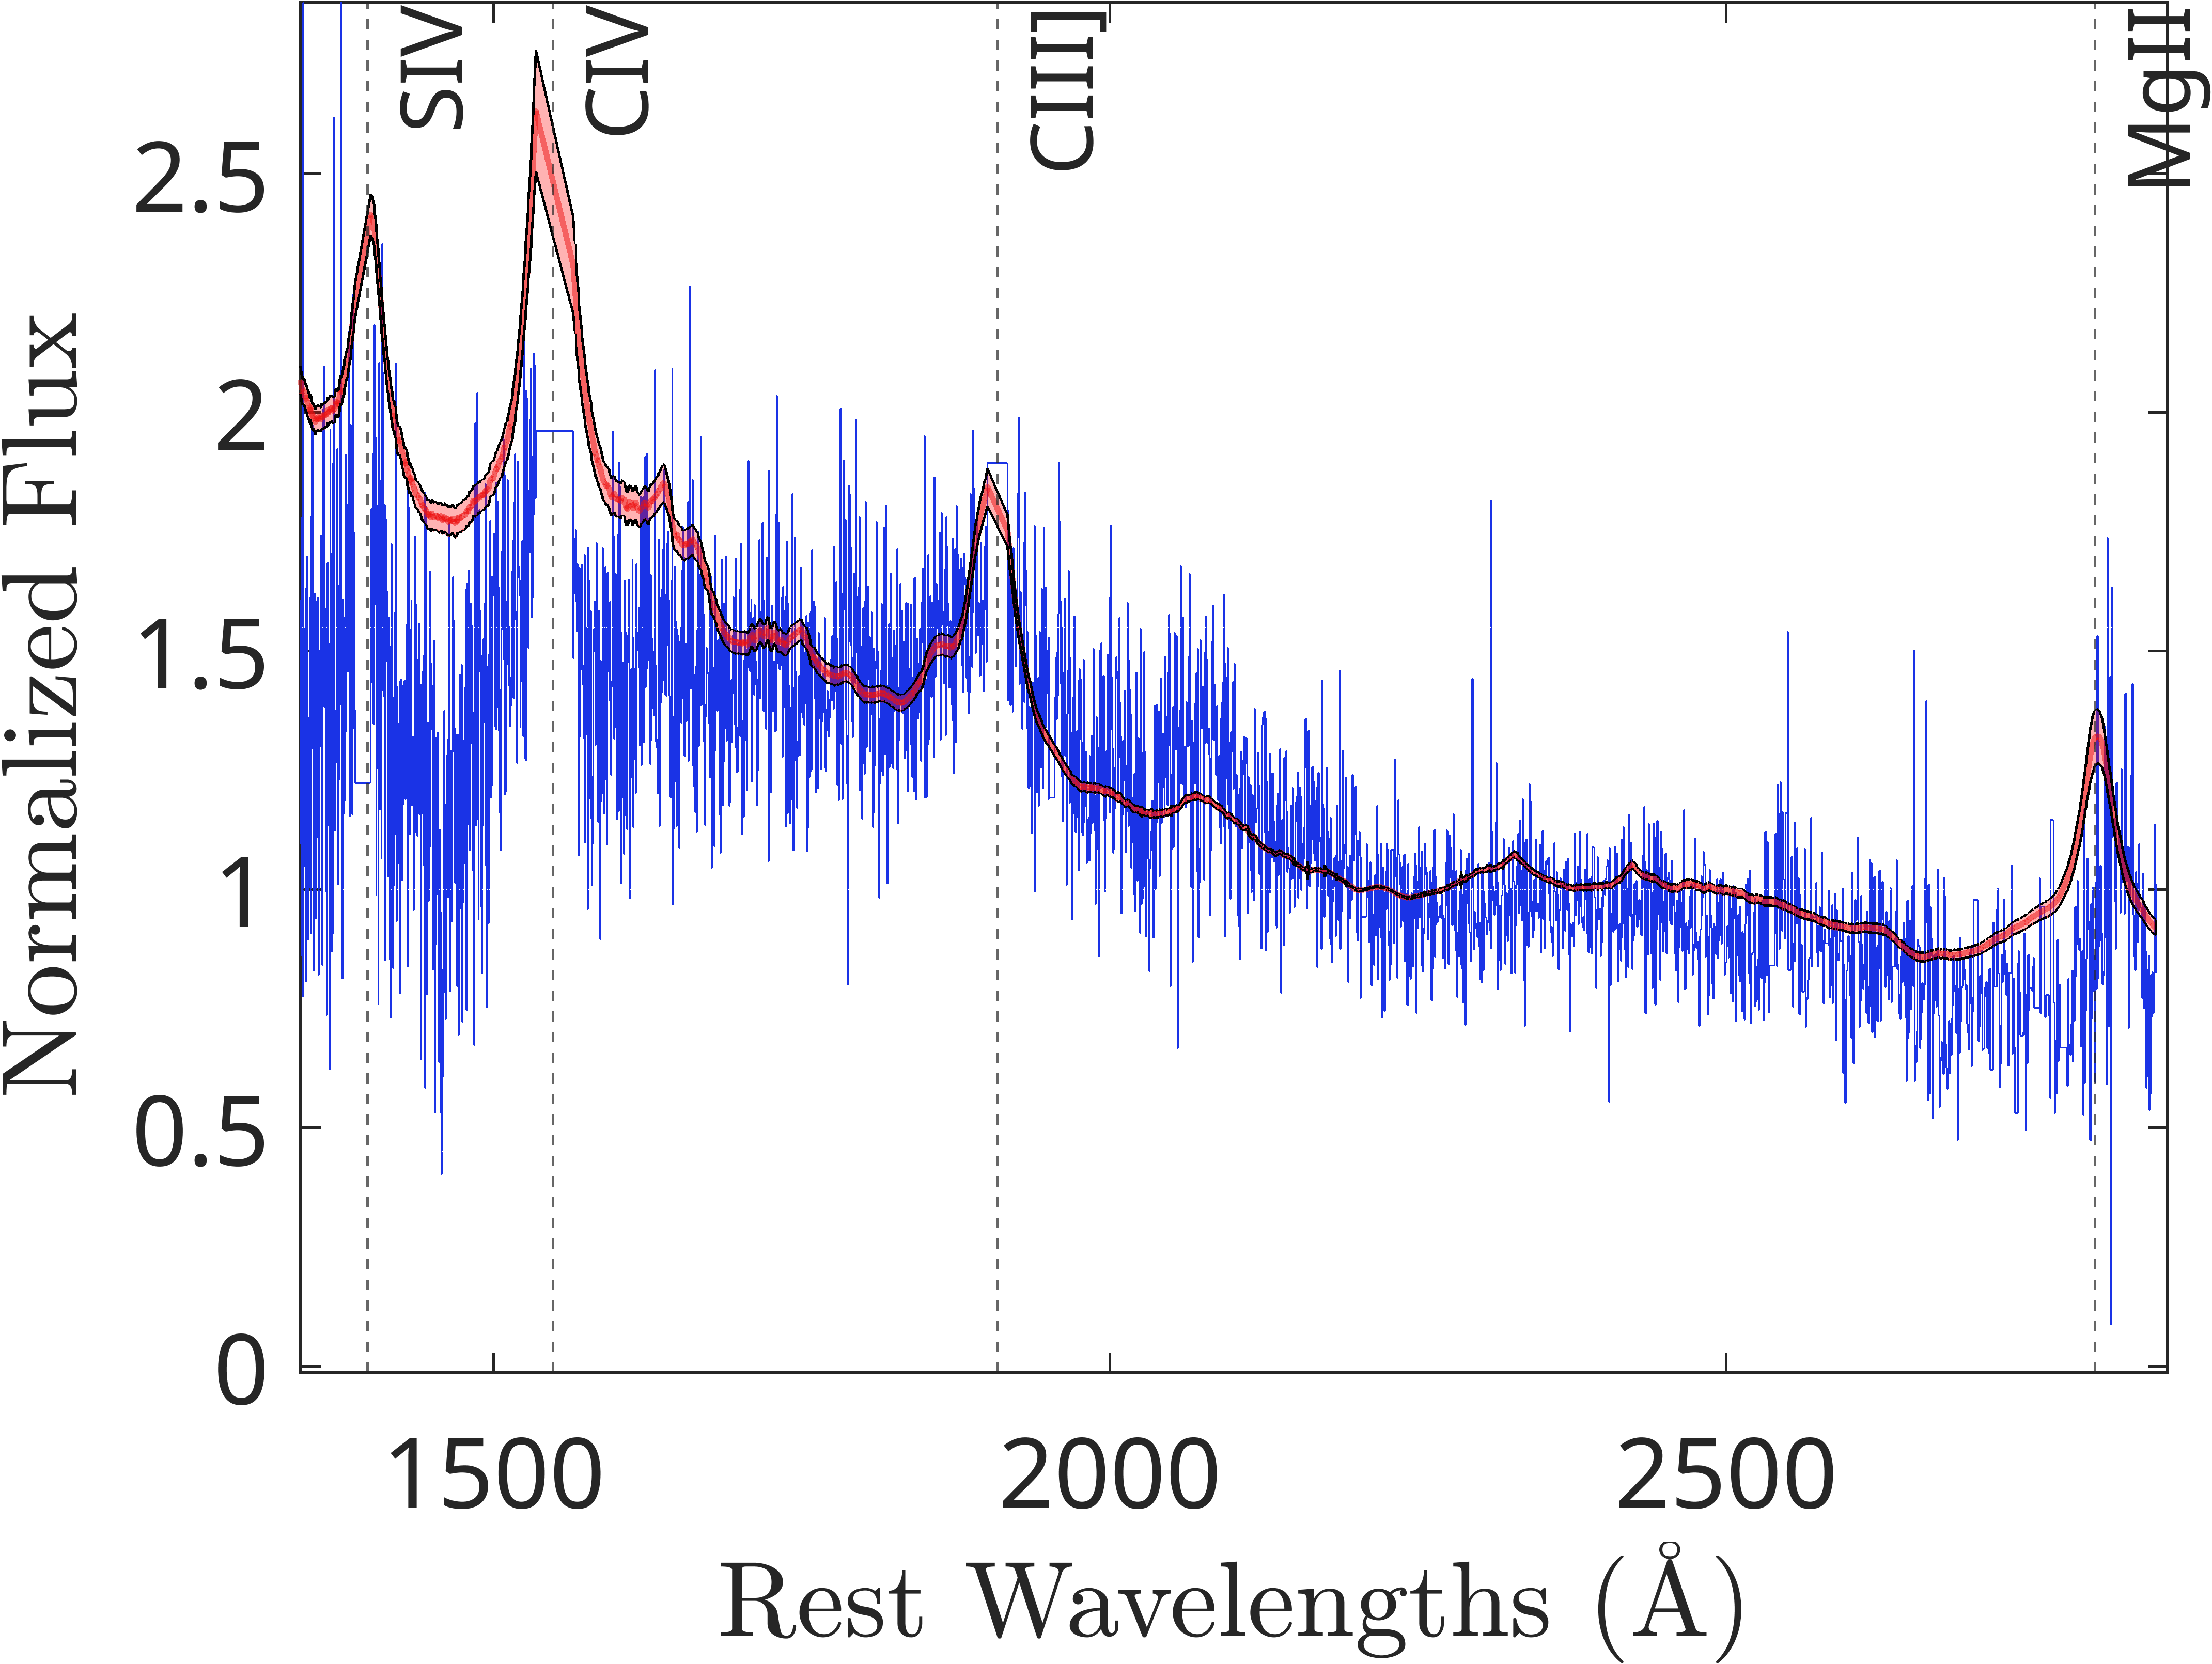 SIV
CIV
CIII]
MgII
2.5
2
1.5
1
0.5
0
Normalized Flux
1500
2000
2500
Rest Wavelengths (Å)